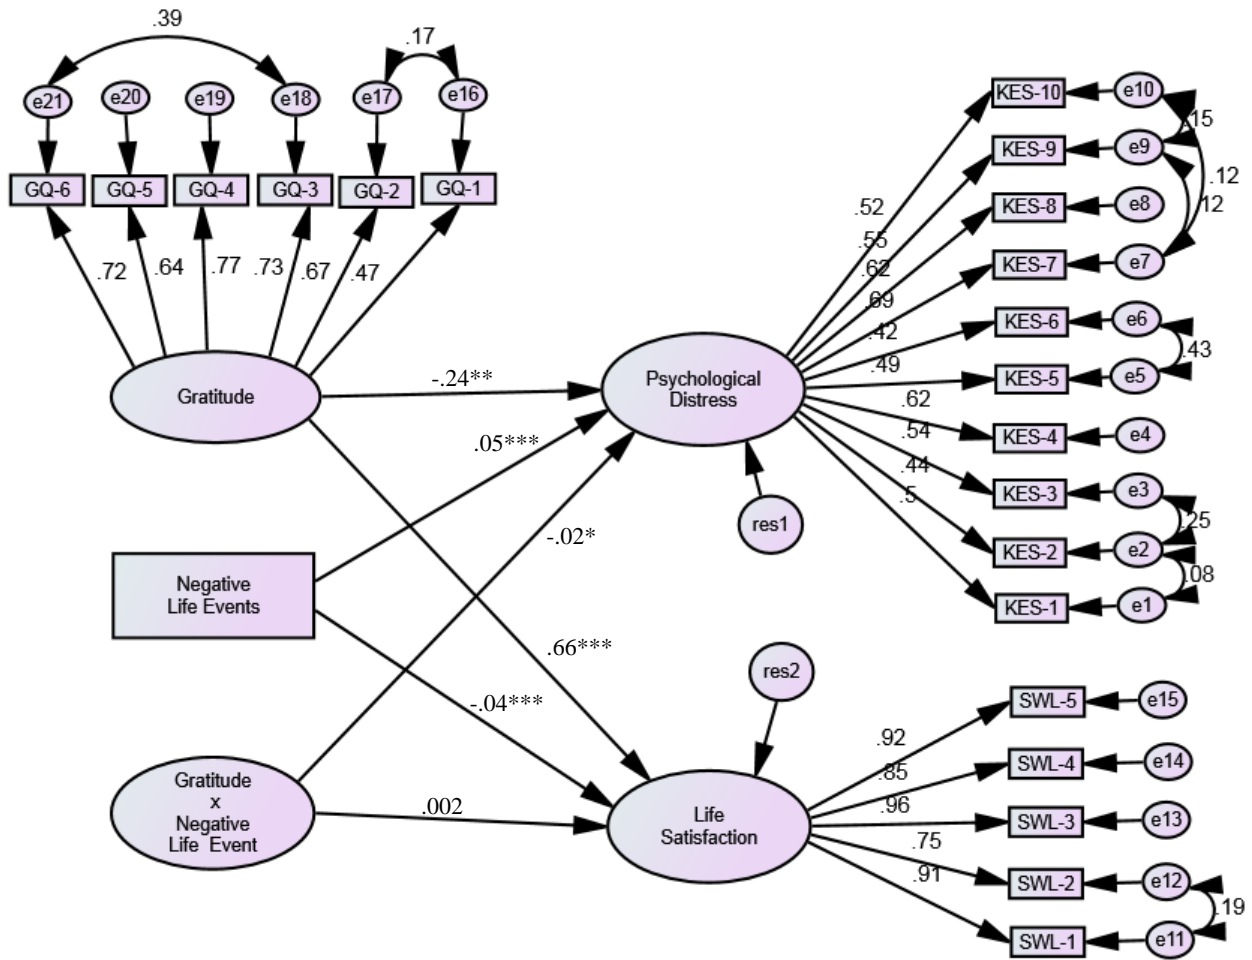 .39
.17
e21
e20
e19
e18
e17
e16
GQ-6
GQ-5
GQ-4
GQ-3
GQ-2
GQ-1
.72
.64
.77
.73
.67
.47
Gratitude
-.24**
.05***
-.02*
.66***
-.04***
.002
Negative
Life Events
Gratitude
x
Negative
Life Event
Psychological
Distress
res1
res2
Life
Satisfaction
.52
.55
.62
.69
.42
.49
.62
.54
.44
.5
KES-10
KES-9
KES-8
KES-7
KES-6
KES-5
KES-4
KES-3
KES-2
KES-1
e10
e9
e8
e7
e6
e5
e4
e3
e2
e1
.15
.12
.12
.43
.25
.08
.92
.85
.96
.75
.91
SWL-5
SWL-4
SWL-3
SWL-2
SWL-1
e15
e14
e13
e12
e11
.19